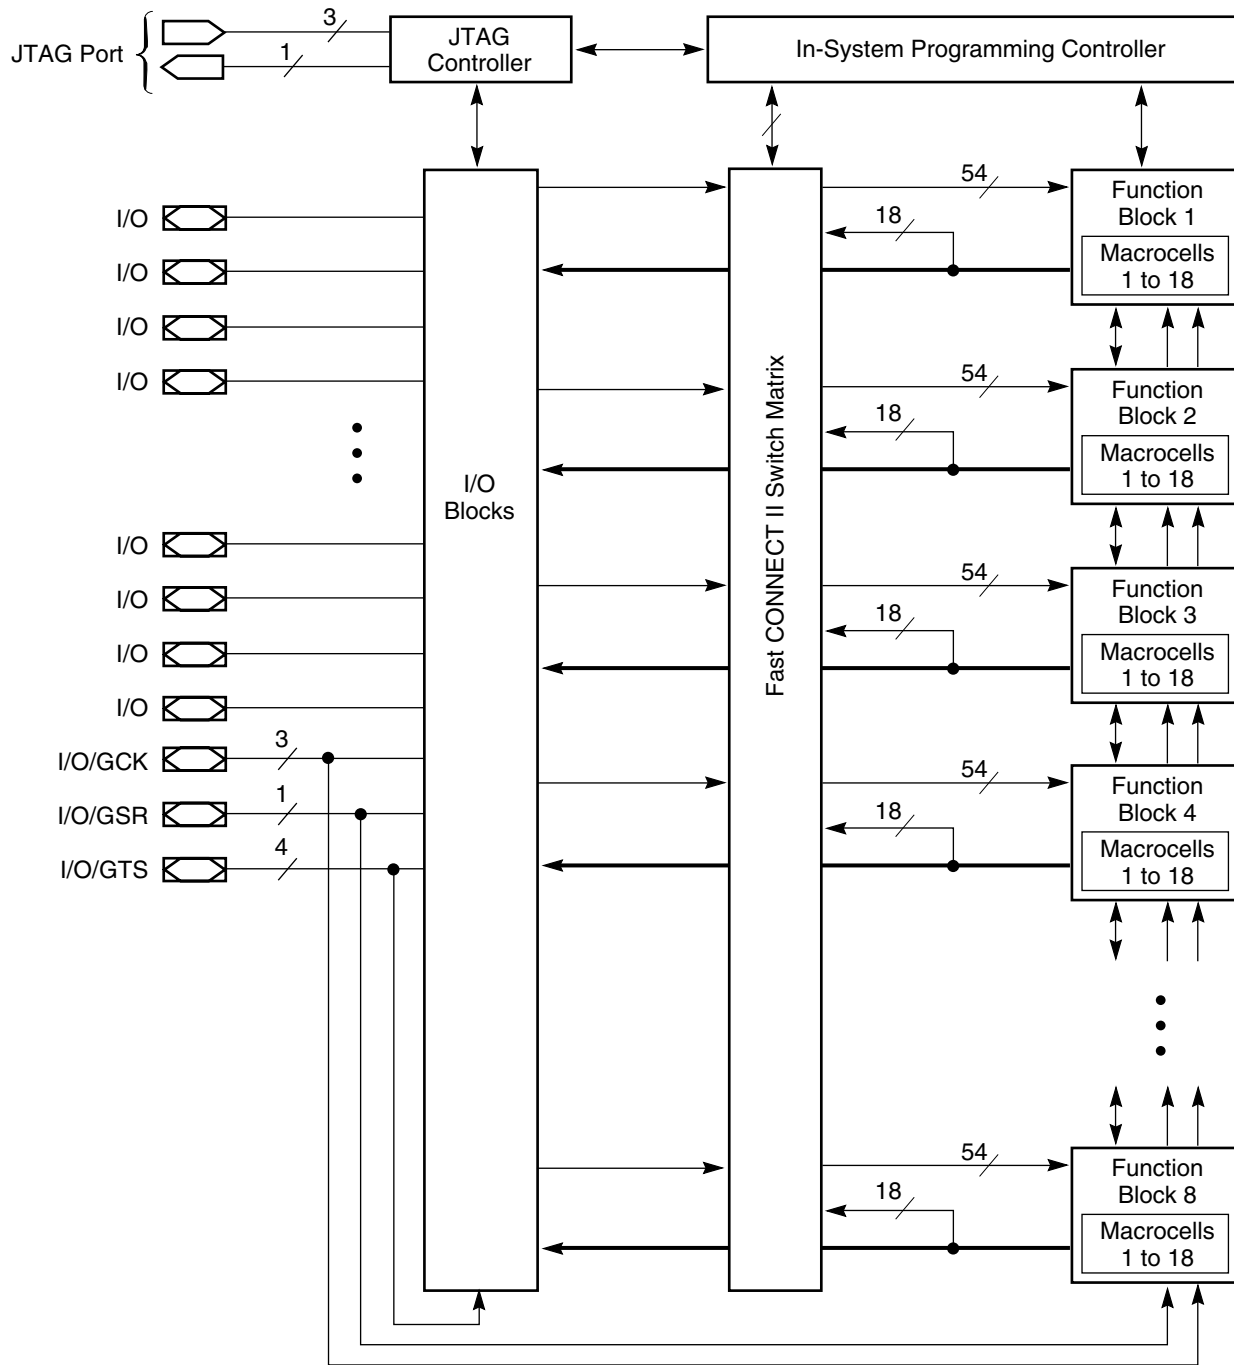 JTAG Port
3
1
JTAG
Controller
In-System Programming Controller
I/O
I/O
I/O
I/O
I/O
I/O
I/O
I/O
I/O/GCK
3
I/O/GSR
1
I/O/GTS
4
I/O
Blocks
Fast CONNECT II Switch Matrix
54
18
Function
Block 1
Macrocells
1 to 18
54
18
Function
Block 2
Macrocells
1 to 18
54
18
Function
Block 3
Macrocells
1 to 18
54
18
Function
Block 4
Macrocells
1 to 18
54
18
Function
Block 8
Macrocells
1 to 18